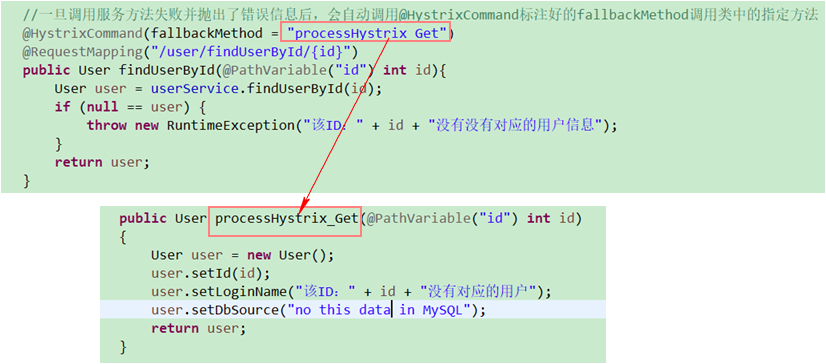 //一旦调用服务方法失败并抛出了错误信息后，会自动调用@HystrixCommand标注好的fallbackMethod调用类中的指定方法
@HystrixCommand(fallbackMethod = "processHystrix_Get")
@RequestMapping("/user/findUserById/{id}")
public User findUserById(@PathVariable("id") int id){
User user = userService.findUserById(id);
if (null == user) {
throw new RuntimeException("该ID：" + id + "没有没有对应的用户信息");
}
return user;
}
public User processHystrix_Get(@PathVariable("id") int id)
{
User user = new User();
user.setId(id);
user.setLoginName("该ID：" + id + "没有对应的用户");
user.setDbSource("no this data in MySQL");
return user;
}